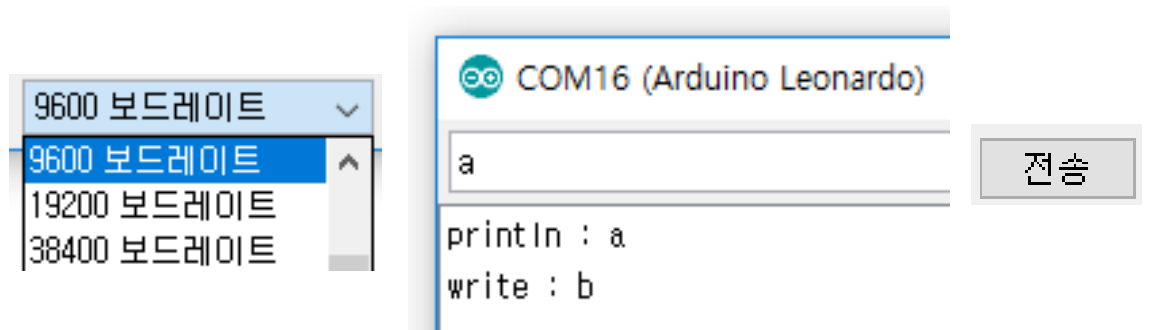 9600 보드레이트
9600 보드레이트
19200 보드레이트
38400 보드레이트
COM16 (Arduino Leonardo)
a
println : a
write : b
전송